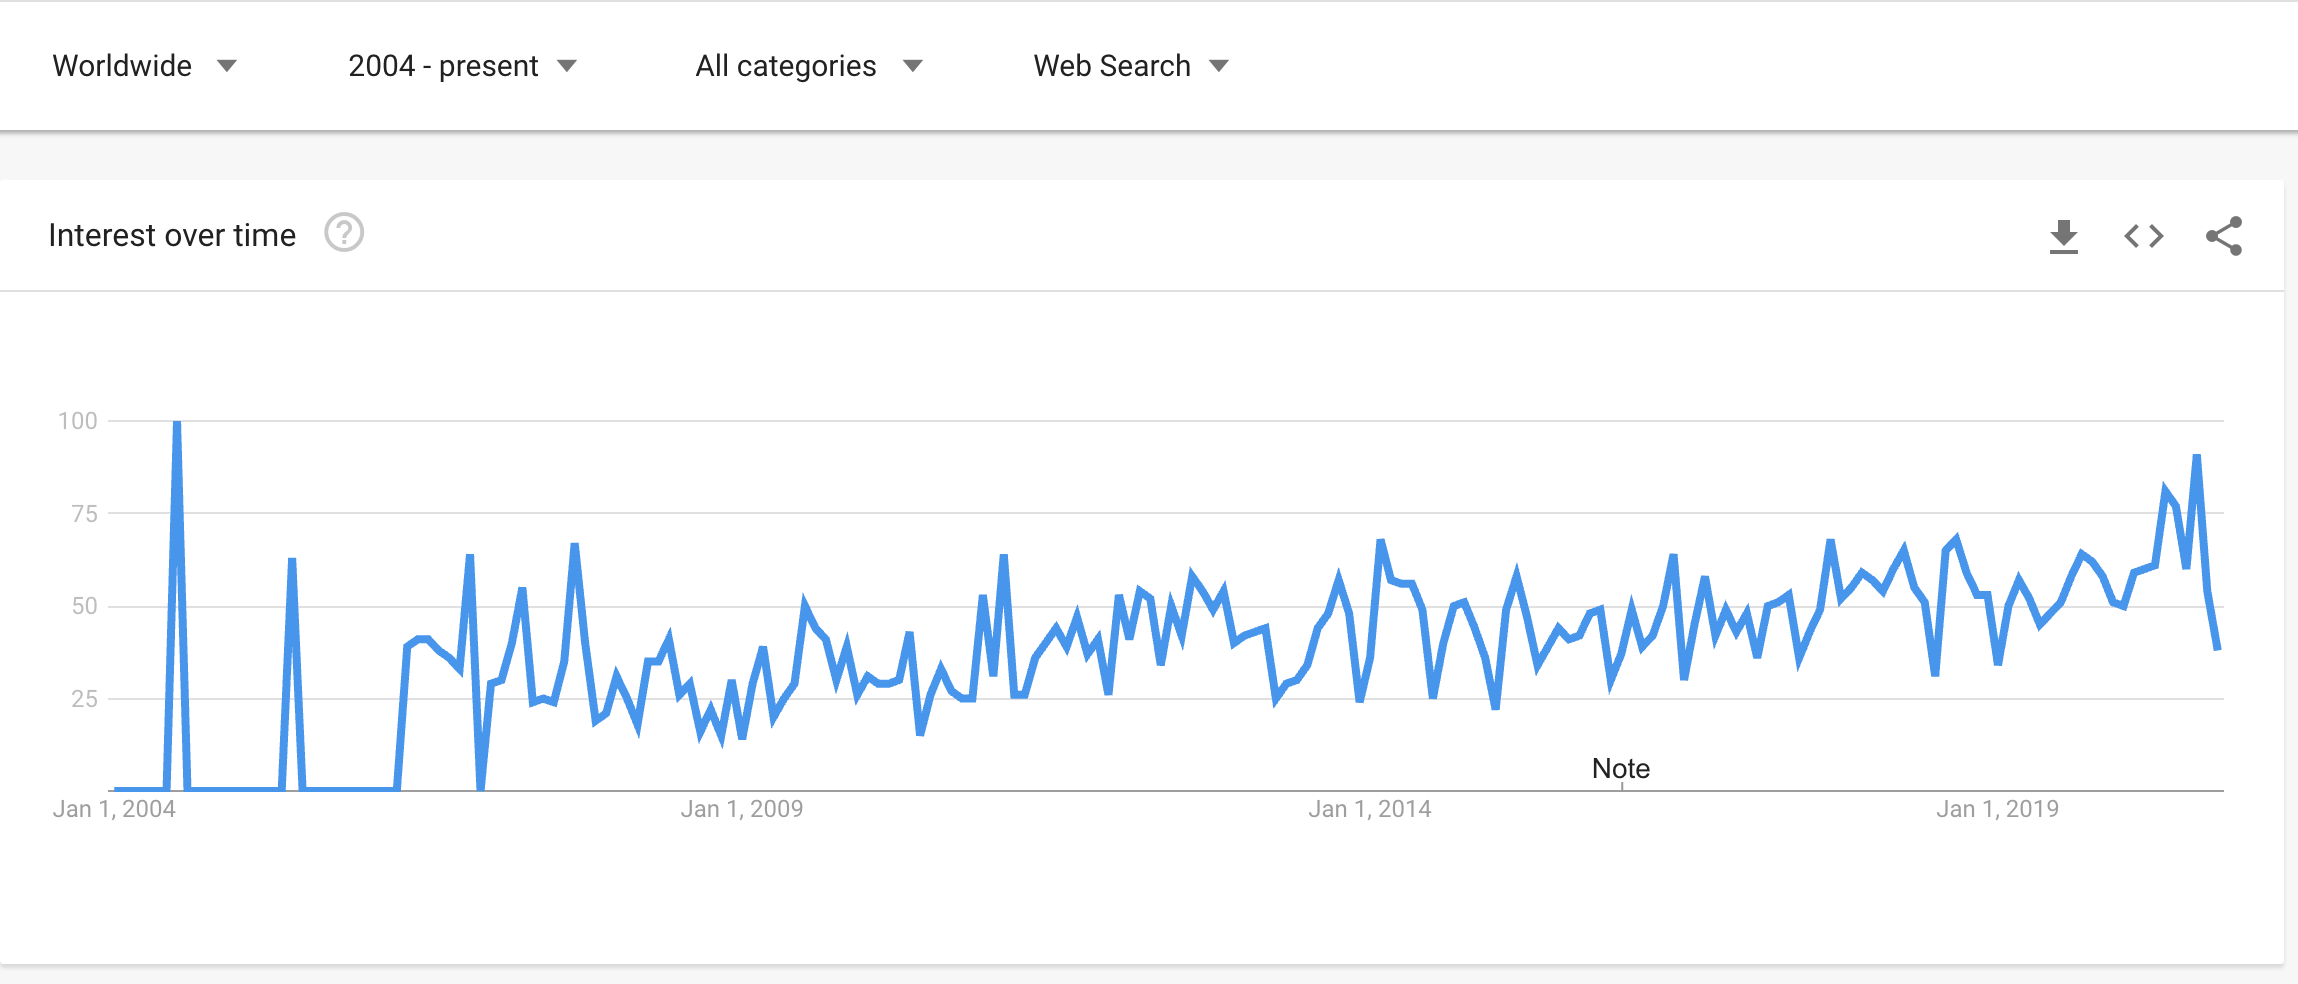 Worldwide 2004 - present All categories Web Search
Interest over time ?
100
75
50
25
Note
Jan 1, 2004 Jan 1, 2009 Jan 1, 2014 Jan 1, 2019